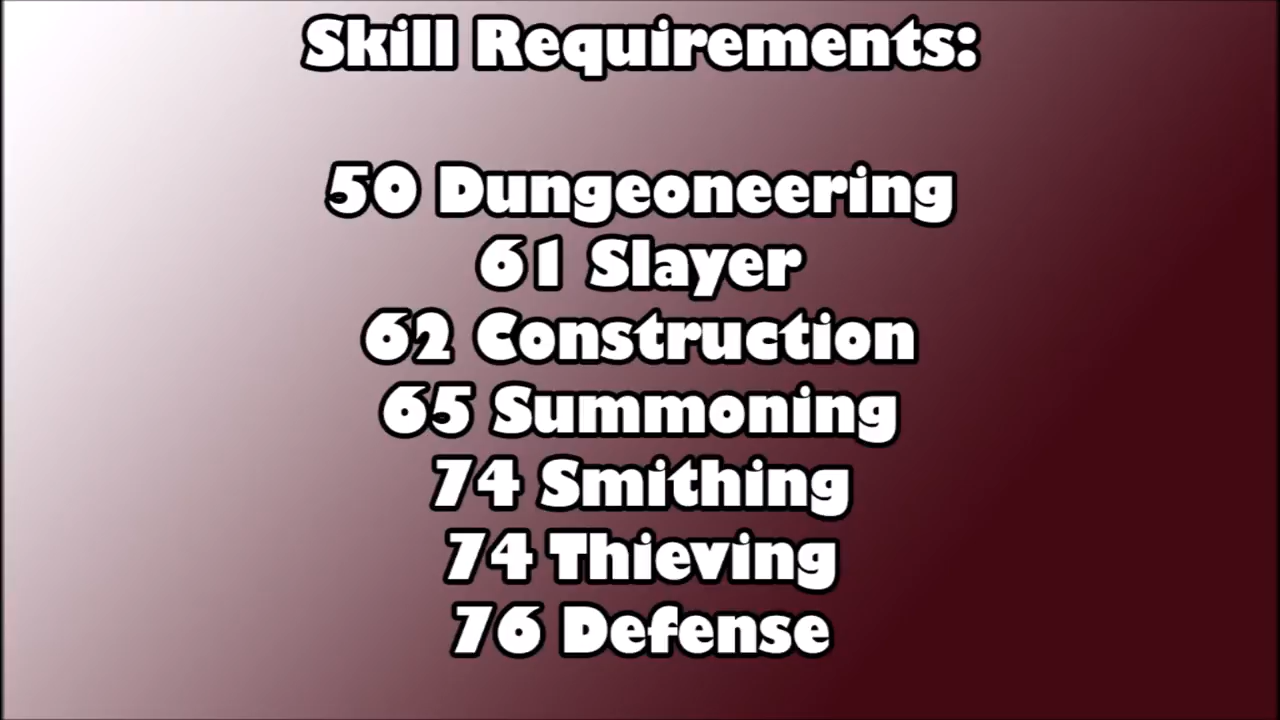 Skill Requirements:
50 Dungeoneering
61 Slayer
62 Construction
65 Summoning
74 Smithing
74 Thieving
76 Defense